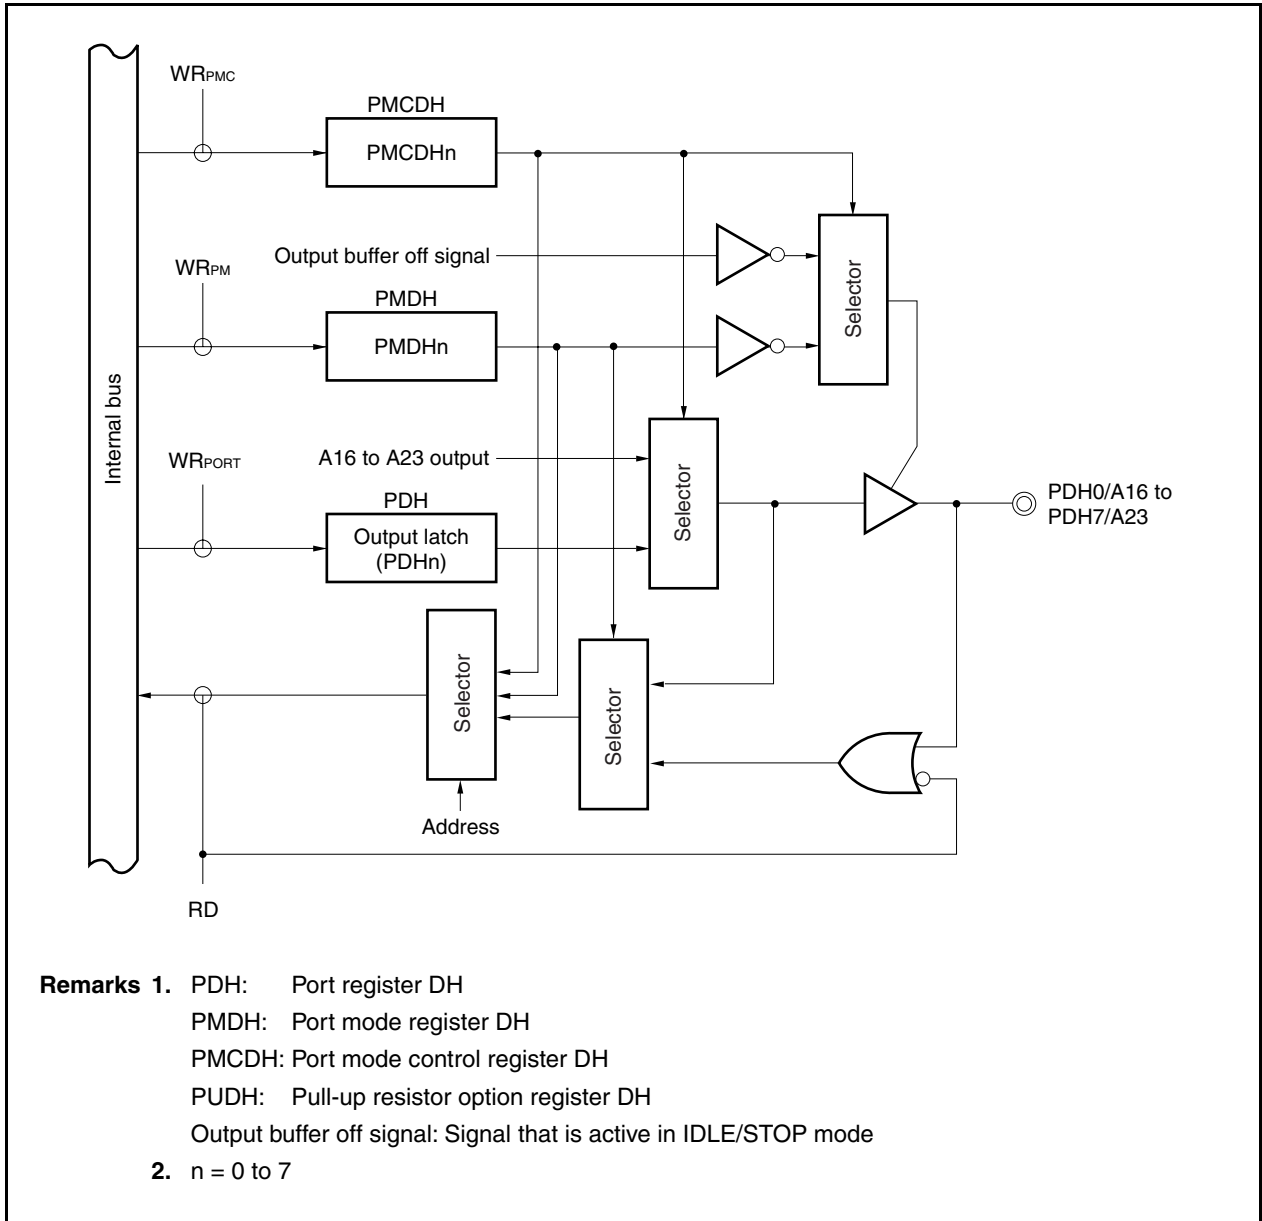 WRPMC
PMCDH
PMCDHn
Output buffer off signal
Selector
WRPM
PMDH
PMDHn
Internal bus
WRPORT
A16 to A23 output
PDH
Output latch
(PDHn)
Selector
PDH0/A16 to
PDH7/A23
Selector
Selector
Address
RD
Remarks 1. PDH: Port register DH
PMDH: Port mode register DH
PMCDH: Port mode control register DH
PUDH: Pull-up resistor option register DH
Output buffer off signal: Signal that is active in IDLE/STOP mode
2. n = 0 to 7